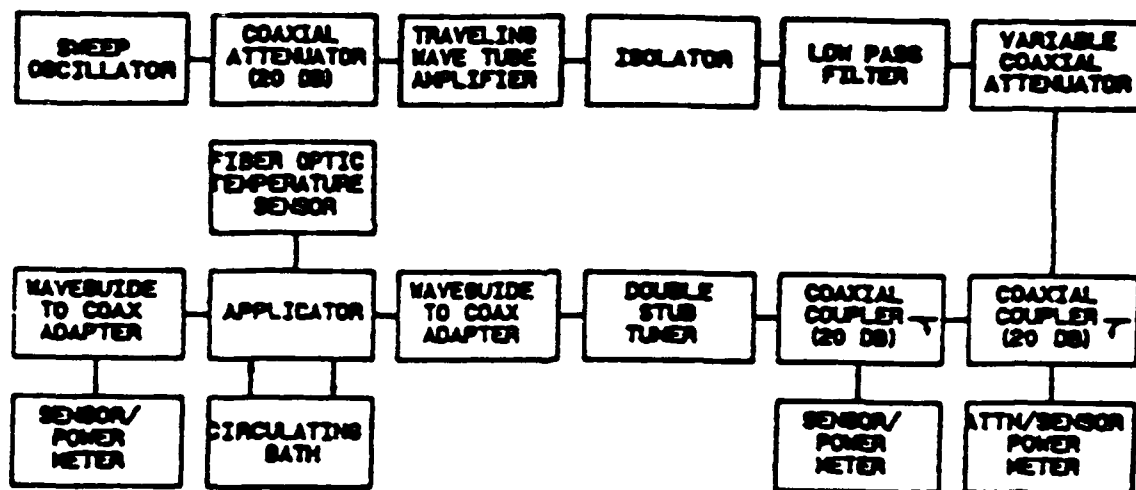 SWEEP
OSCILLATOR
COAXIAL
ATTENUATOR
(20 DB)
TRAVELING
WAVE TUBE
AMPLIFIER
ISOLATOR
LOW PASS
FILTER
VARIABLE
COAXIAL
ATTENUATOR
FIBER OPTIC
TEMPERATURE
SENSOR
WAVEGUIDE
TO COAX
ADAPTER
APPLICATOR
WAVEGUIDE
TO COAX
ADAPTER
DOUBLE
STUB
TUNER
COAXIAL
COUPLER
(20 DB)
COAXIAL
COUPLER
(20 DB)
SENSOR/
POWER
METER
CIRCULATING
BATH
SENSOR/
POWER
METER
ATTN/SENSOR
POWER
METER